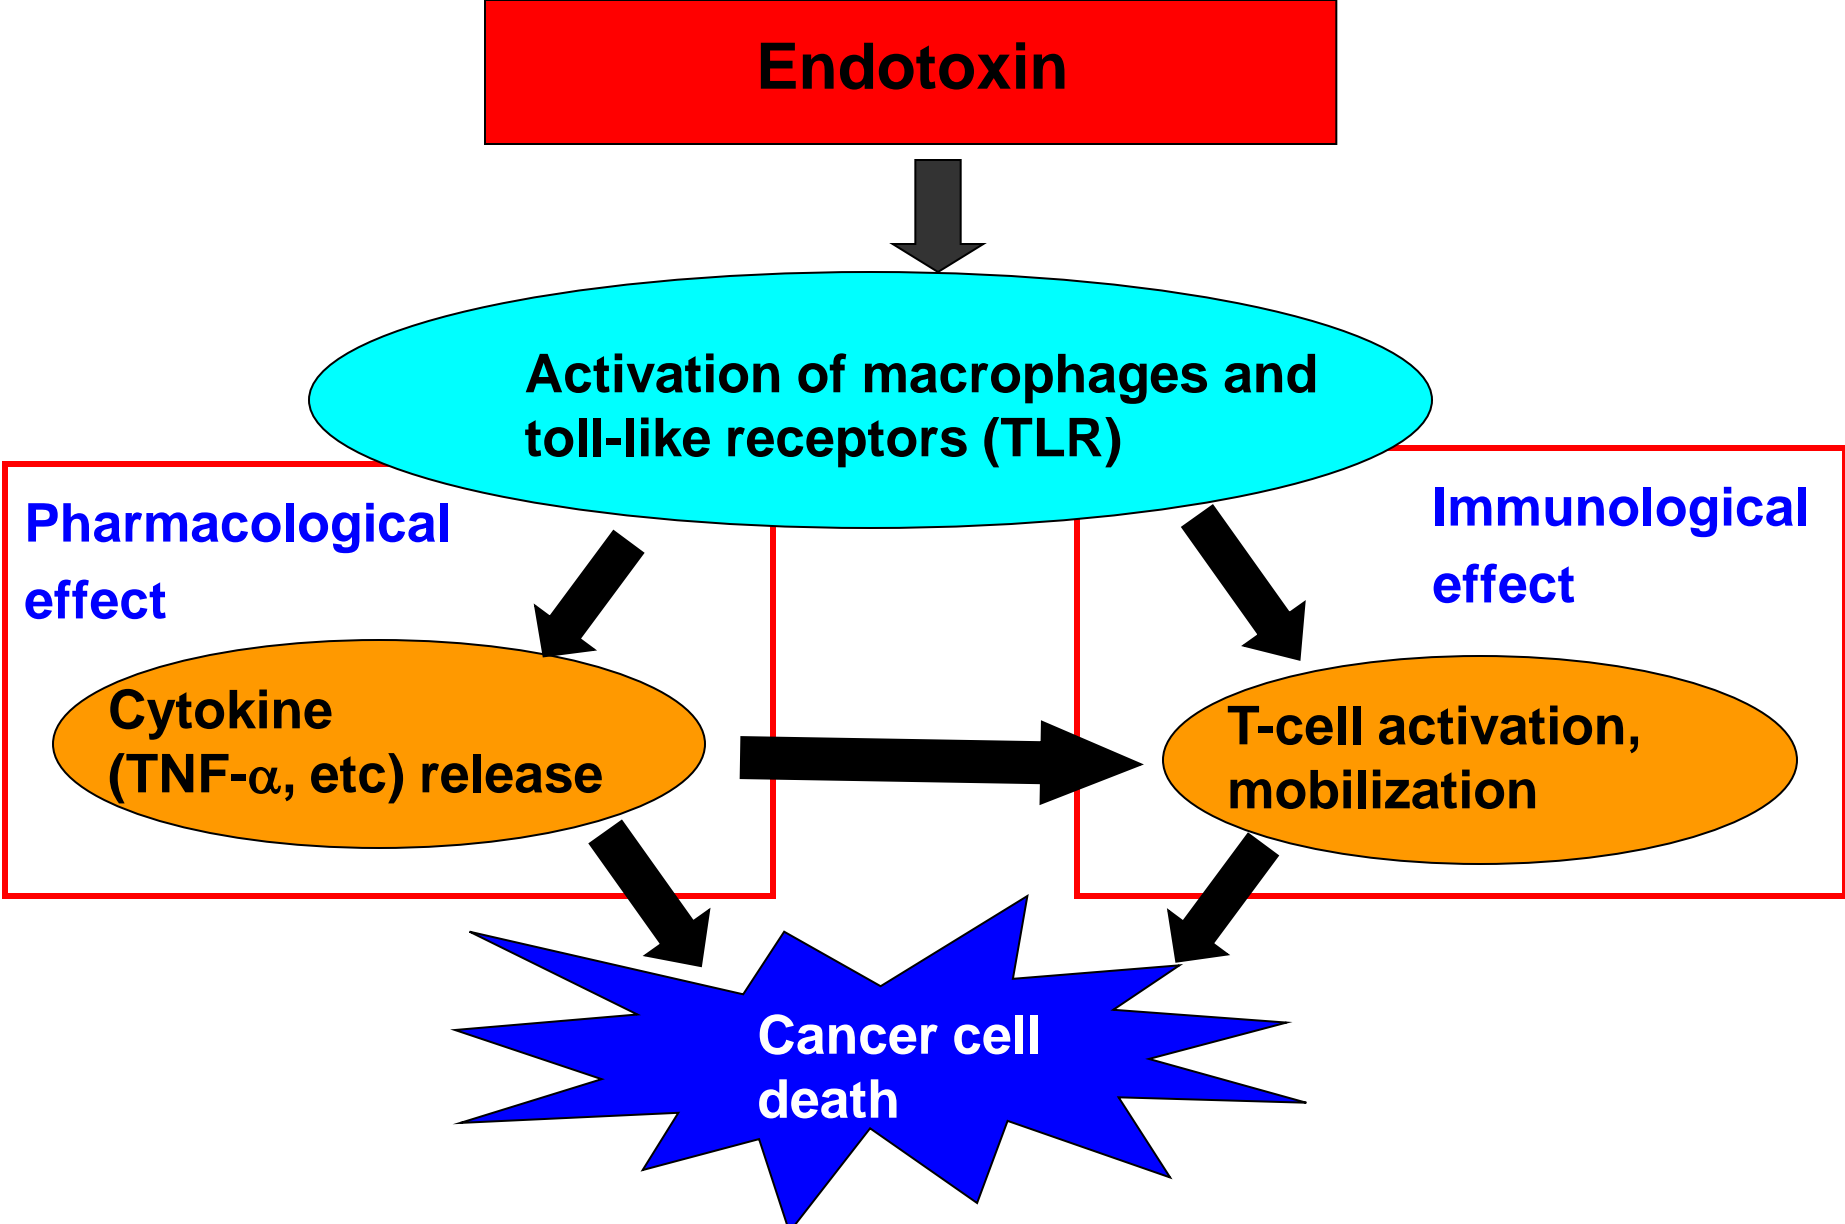 Endotoxin
Activation of macrophages and
toll-like receptors (TLR)
Pharmacological
effect
Immunological
effect
Cytokine
(TNF-α, etc) release
T-cell activation,
mobilization
Cancer cell
death